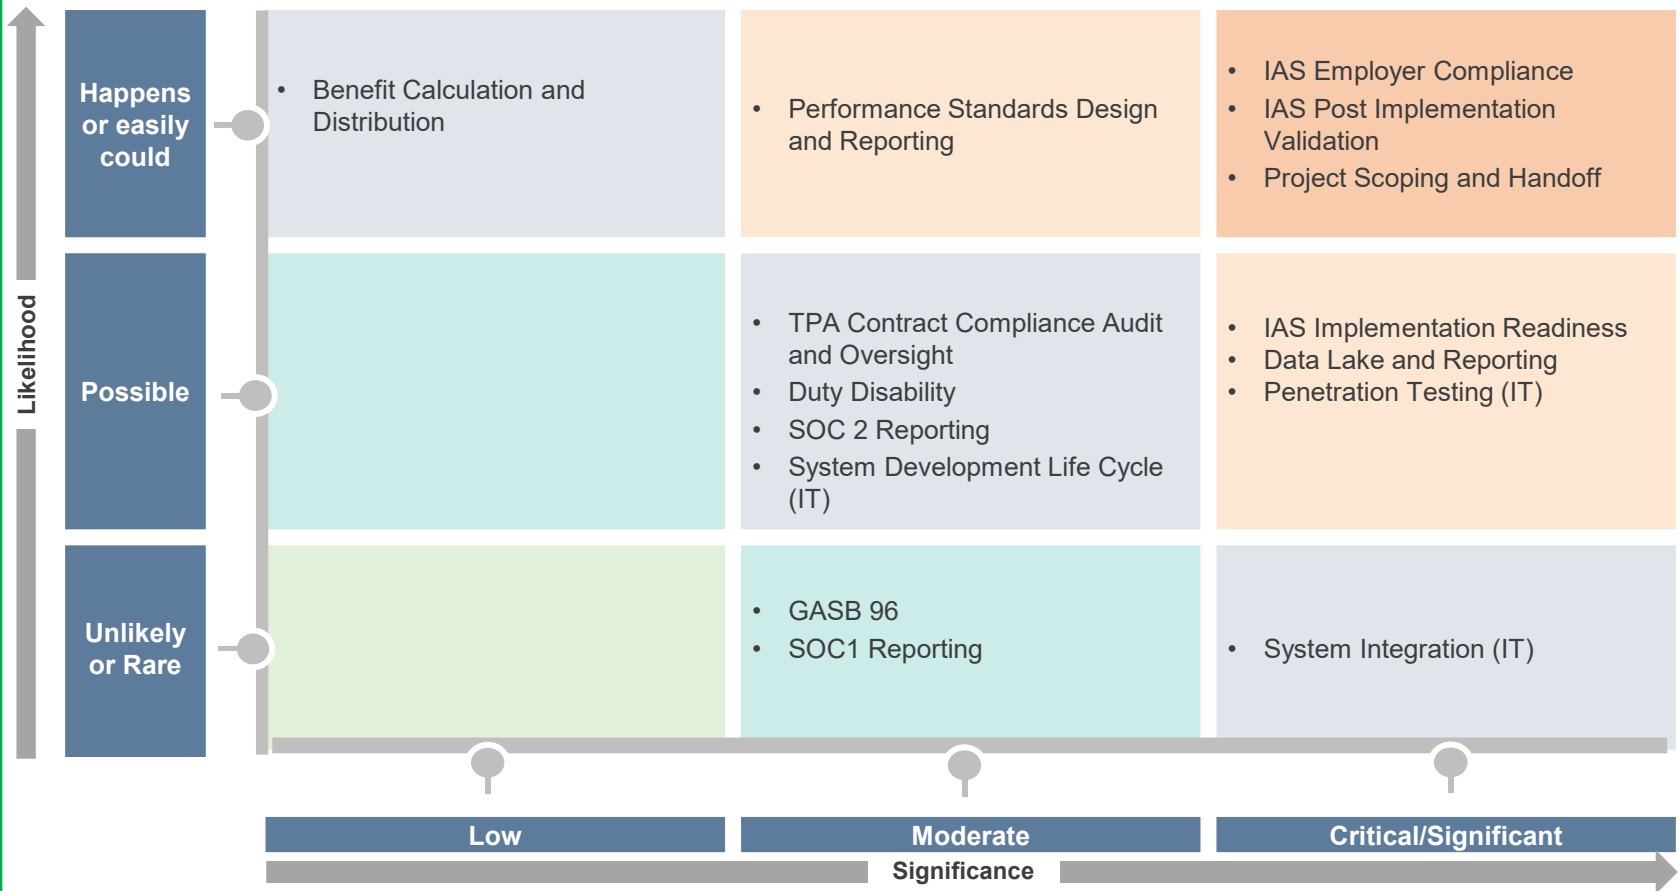 Likelihood
Happens
or easily
could
• Benefit Calculation and
Distribution
• Performance Standards Design
and Reporting
• IAS Employer Compliance
• IAS Post Implementation
Validation
• Project Scoping and Handoff
Possible
• TPA Contract Compliance Audit
and Oversight
• Duty Disability
• SOC 2 Reporting
• System Development Life Cycle
(IT)
• IAS Implementation Readiness
• Data Lake and Reporting
• Penetration Testing (IT)
Unlikely
or Rare
• GASB 96
• SOC1 Reporting
• System Integration (IT)
Low
Moderate
Critical/Significant
Significance